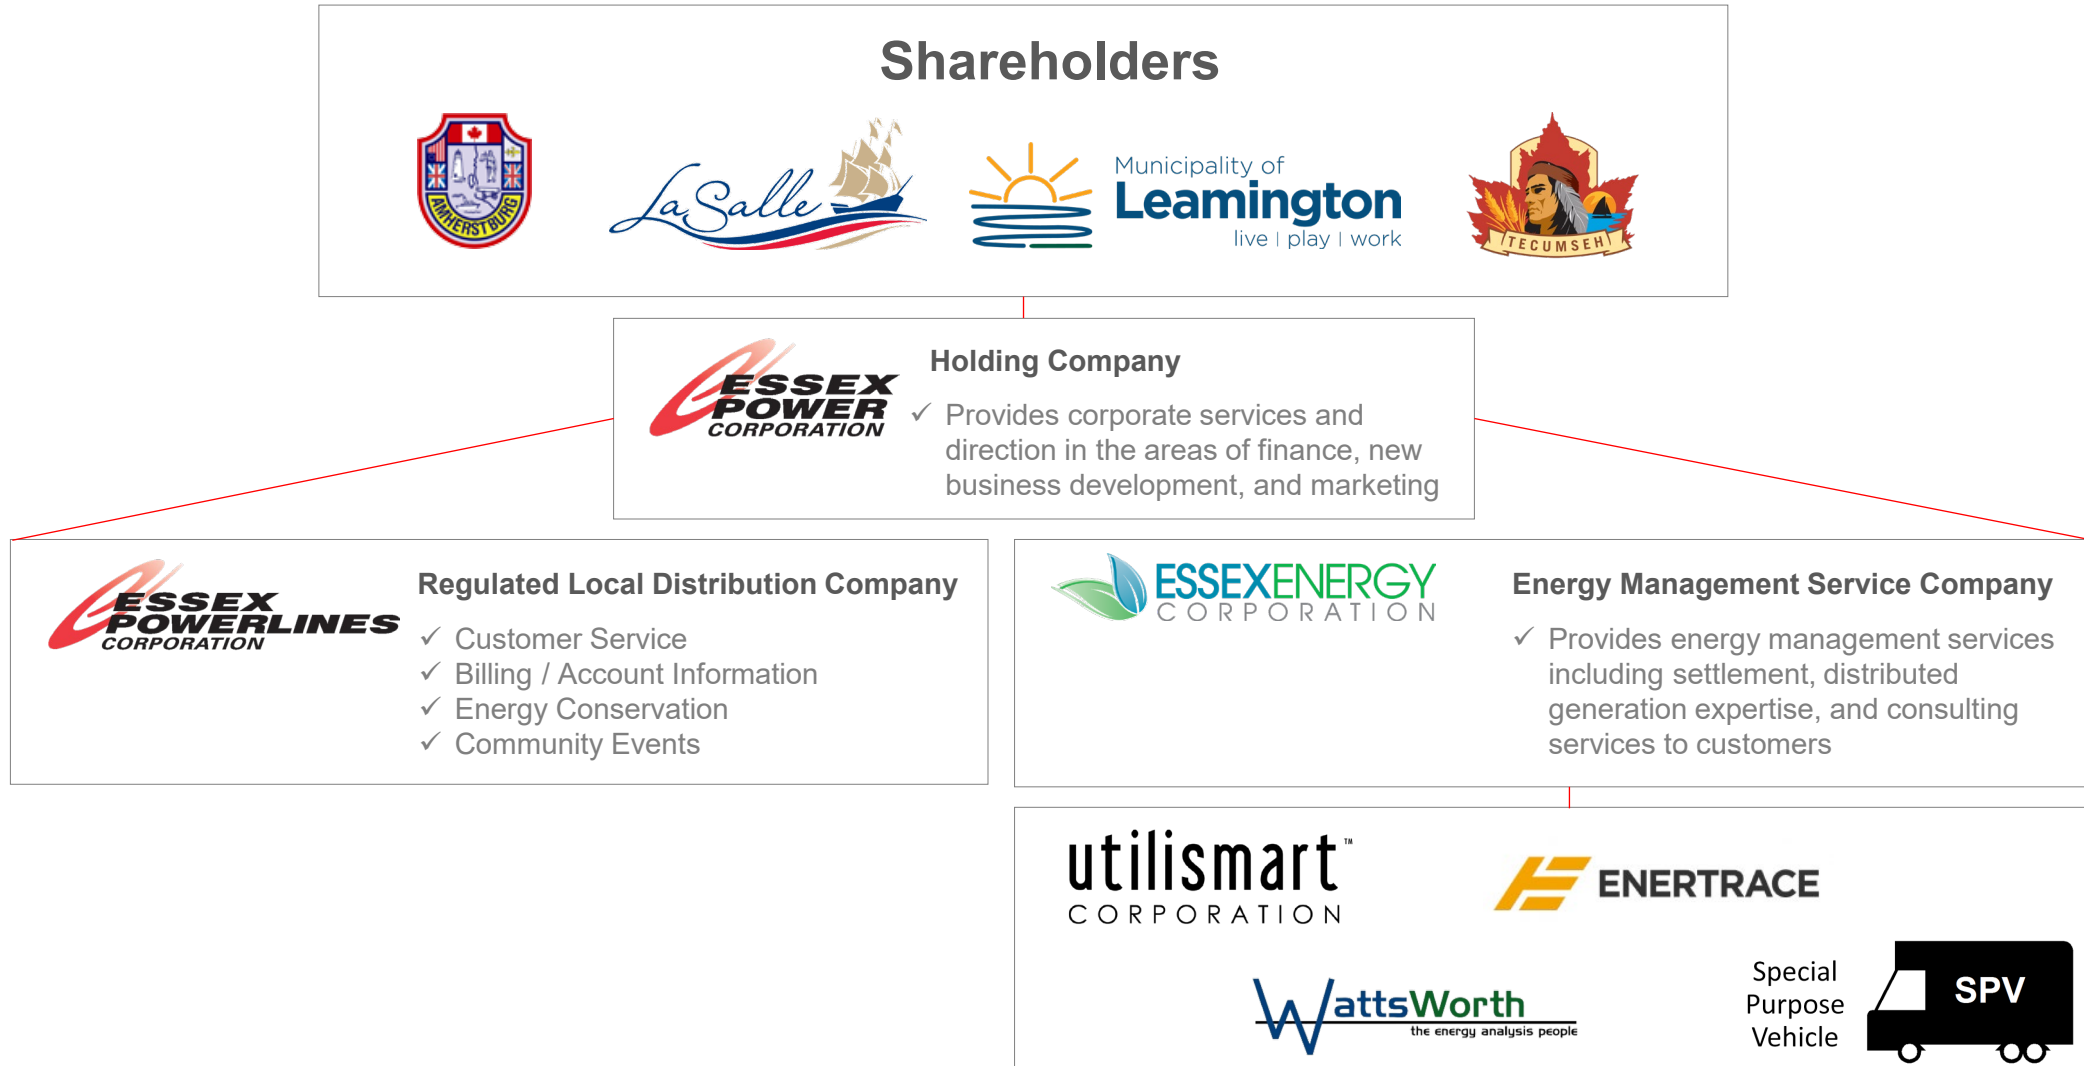 Shareholders
AMHERSTBURG
LaSalle
Municipality of
Leamington
live | play | work
TECUMSEH
ESSEX
POWER
CORPORATION
Holding Company
✓ Provides corporate services and
direction in the areas of finance, new
business development, and marketing
ESSEX
POWERLINES
CORPORATION
Regulated Local Distribution Company
✓ Customer Service
✓ Billing / Account Information
✓ Energy Conservation
✓ Community Events
ESSEXENERGY
CORPORATION
Energy Management Service Company
✓ Provides energy management services
including settlement, distributed
generation expertise, and consulting
services to customers
utilismart™
CORPORATION
ENERTRACE
WattsWorth
the energy analysis people
Special
Purpose
Vehicle
SPV